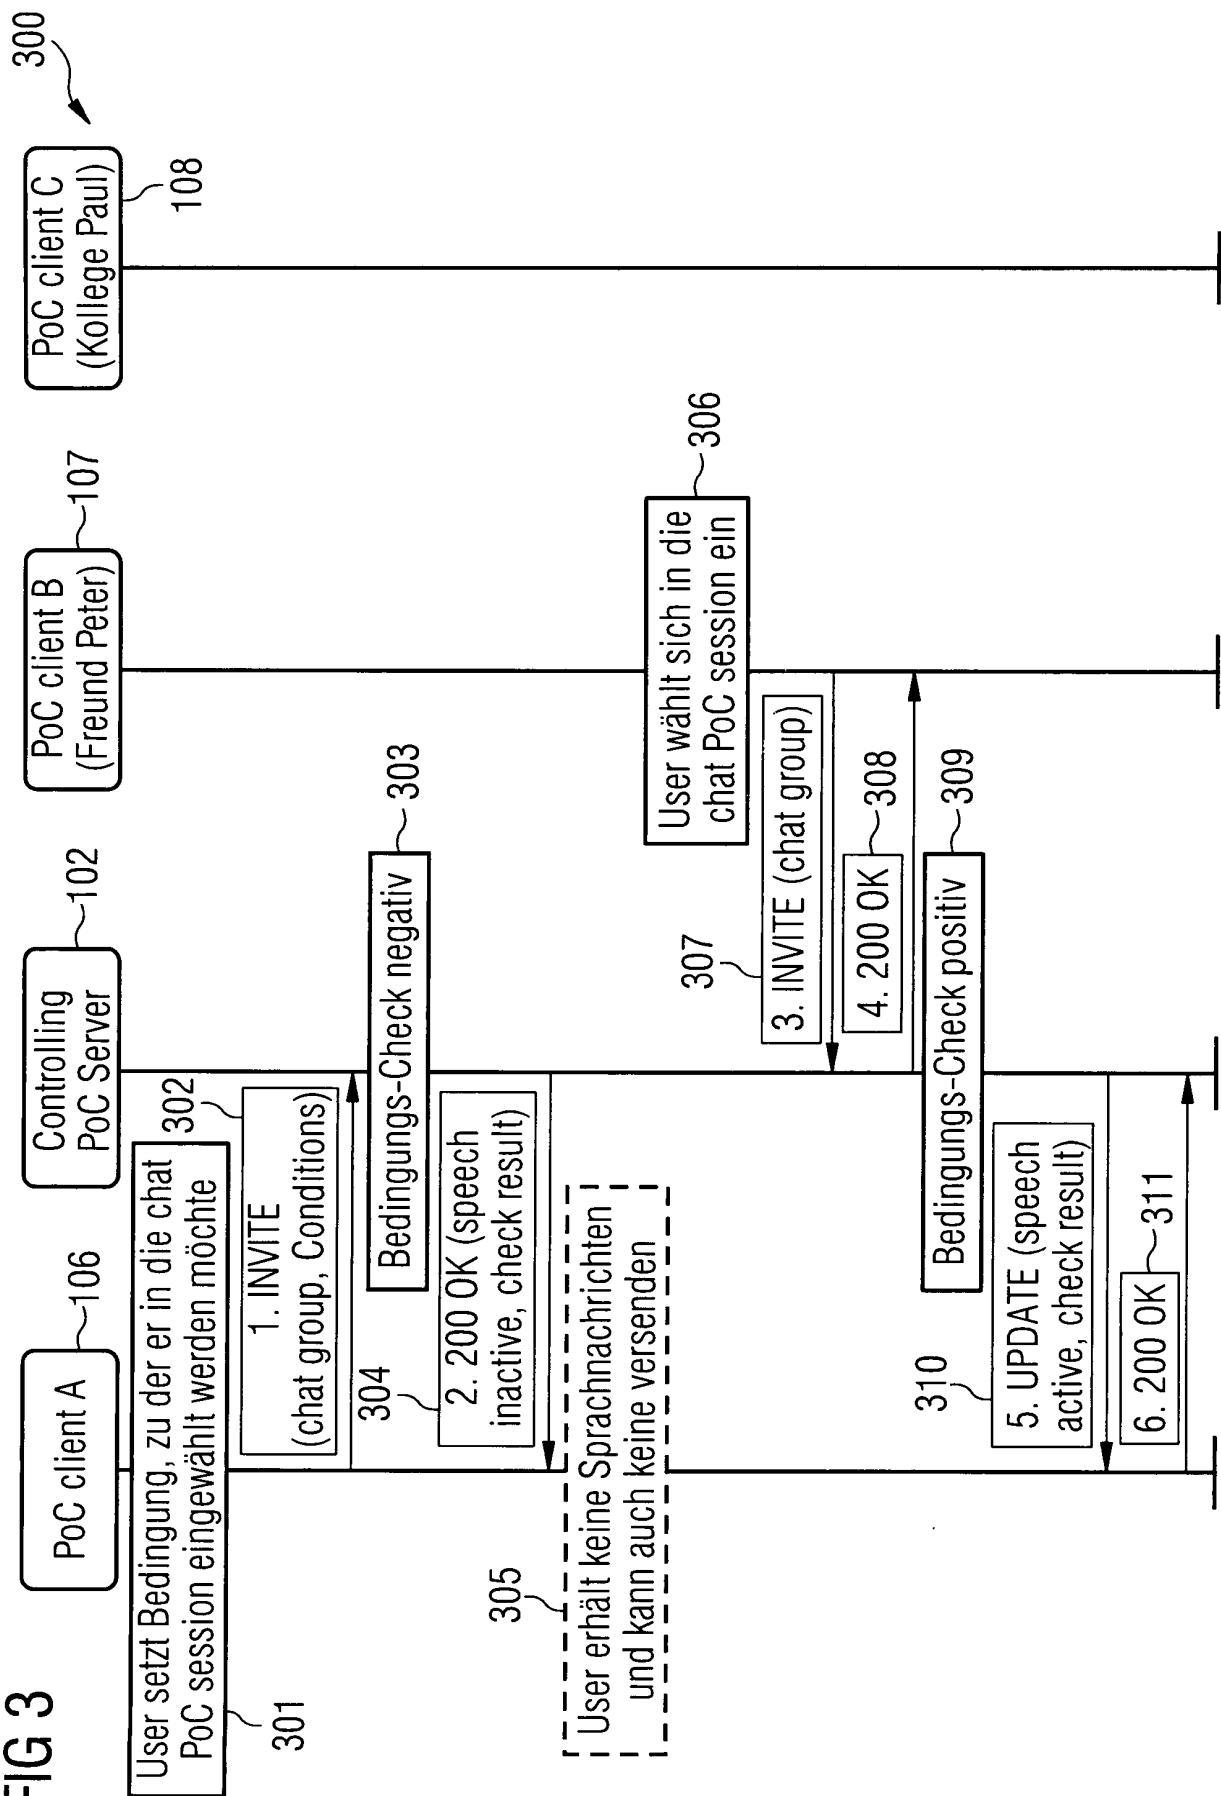 FIG 3
300
PoC client A
106
Controlling
PoC Server
102
PoC client B
(Freund Peter)
107
PoC client C
(Kollege Paul)
108
User setzt Bedingung, zu der er in die chat
PoC session eingewählt werden möchte
301
302
1. INVITE
(chat group, Conditions)
Bedingungs-Check negativ
303
304
2. 200 OK (speech
inactive, check result)
305
User erhält keine Sprachnachrichten
und kann auch keine versenden
User wählt sich in die
chat PoC session ein
306
307
3. INVITE (chat group)
4. 200 OK
308
Bedingungs-Check positiv
309
310
5. UPDATE (speech
active, check result)
6. 200 OK
311